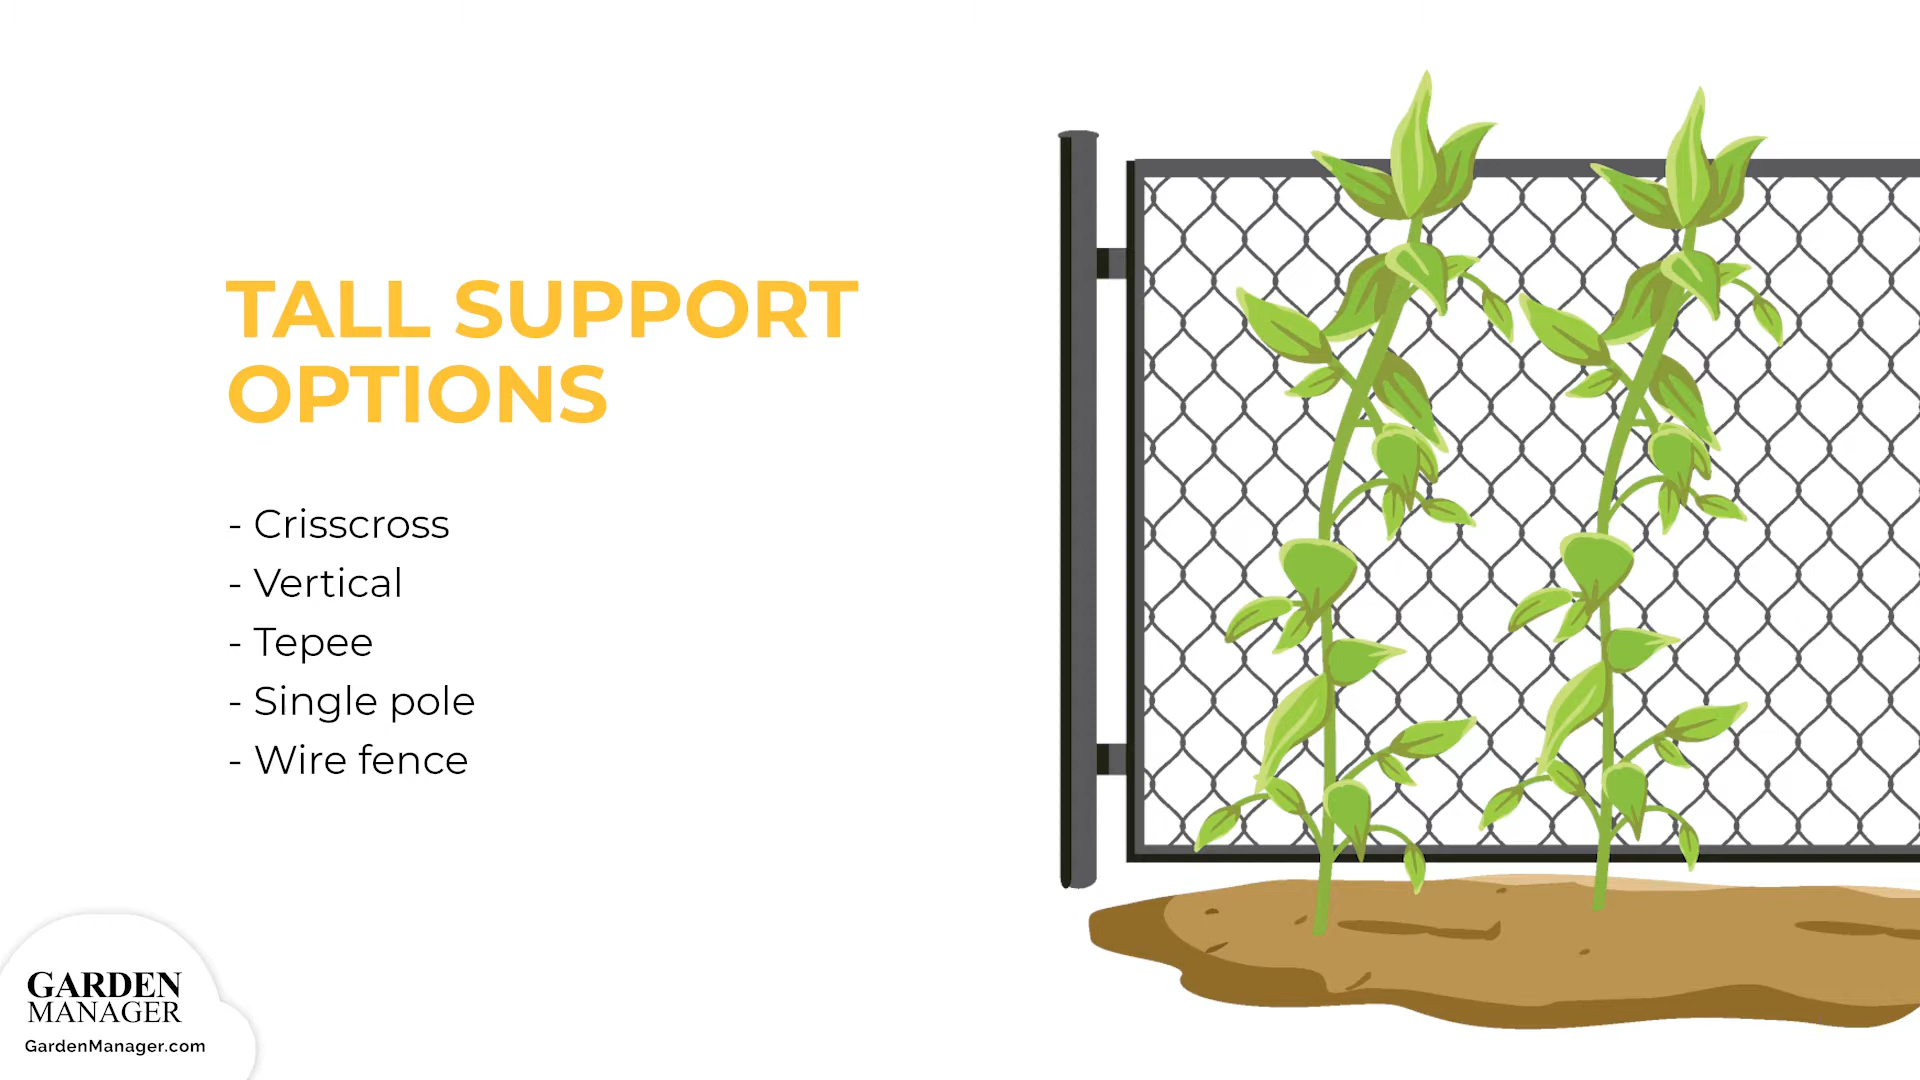 TALL SUPPORT
OPTIONS
- Crisscross
- Vertical
- Tepee
- Single pole
- Wire fence
GARDEN
MANAGER
GardenManager.com